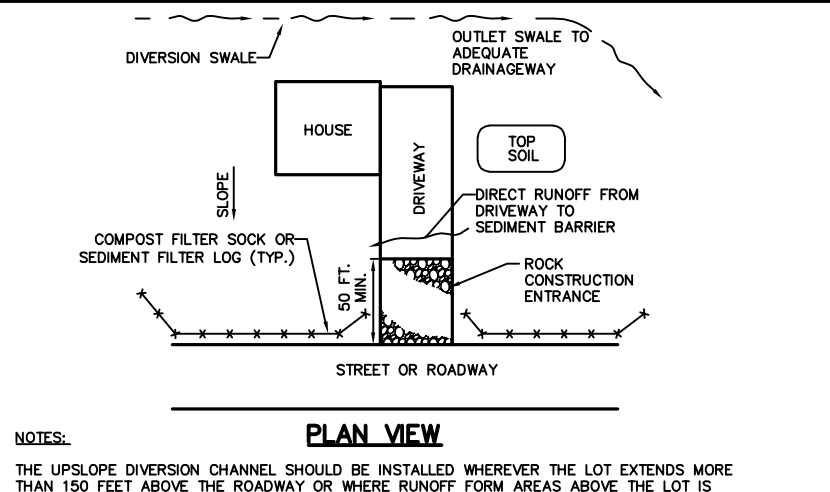 DIVERSION SWALE
OUTLET SWALE TO
ADEQUATE
DRAINAGEWAY
HOUSE
DRIVEWAY
TOP
SOIL
SLOPE
DIRECT RUNOFF FROM
DRIVEWAY TO
SEDIMENT BARRIER
COMPOST FILTER SOCK OR
SEDIMENT FILTER LOG (TYP.)
50 FT.
MIN.
ROCK
CONSTRUCTION
ENTRANCE
STREET OR ROADWAY
PLAN VIEW
NOTES:
THE UPSLOPE DIVERSION CHANNEL SHOULD BE INSTALLED WHEREVER THE LOT EXTENDS MORE
THAN 150 FEET ABOVE THE ROADWAY OR WHERE RUNOFF FORM AREAS ABOVE THE LOT IS